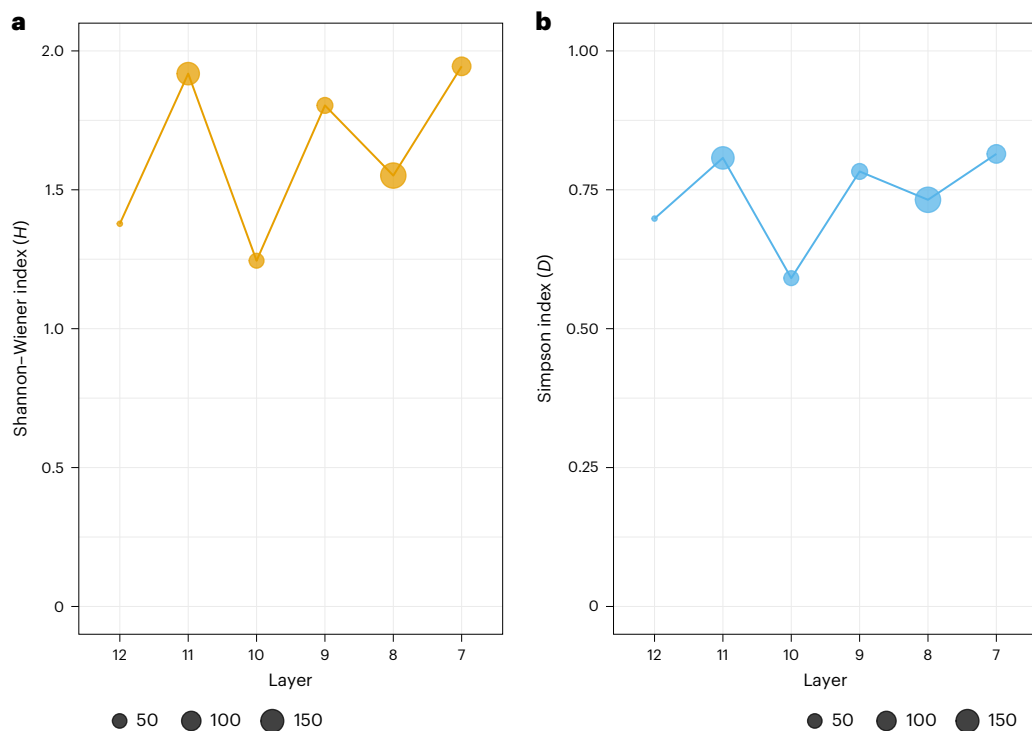 a
2.0
1.5
1.0
0.5
0
Shannon–Wiener index (H)
12 11 10 9 8 7
Layer
50 100 150
b
1.00
0.75
0.50
0.25
0
Simpson index (D)
12 11 10 9 8 7
Layer
50 100 150